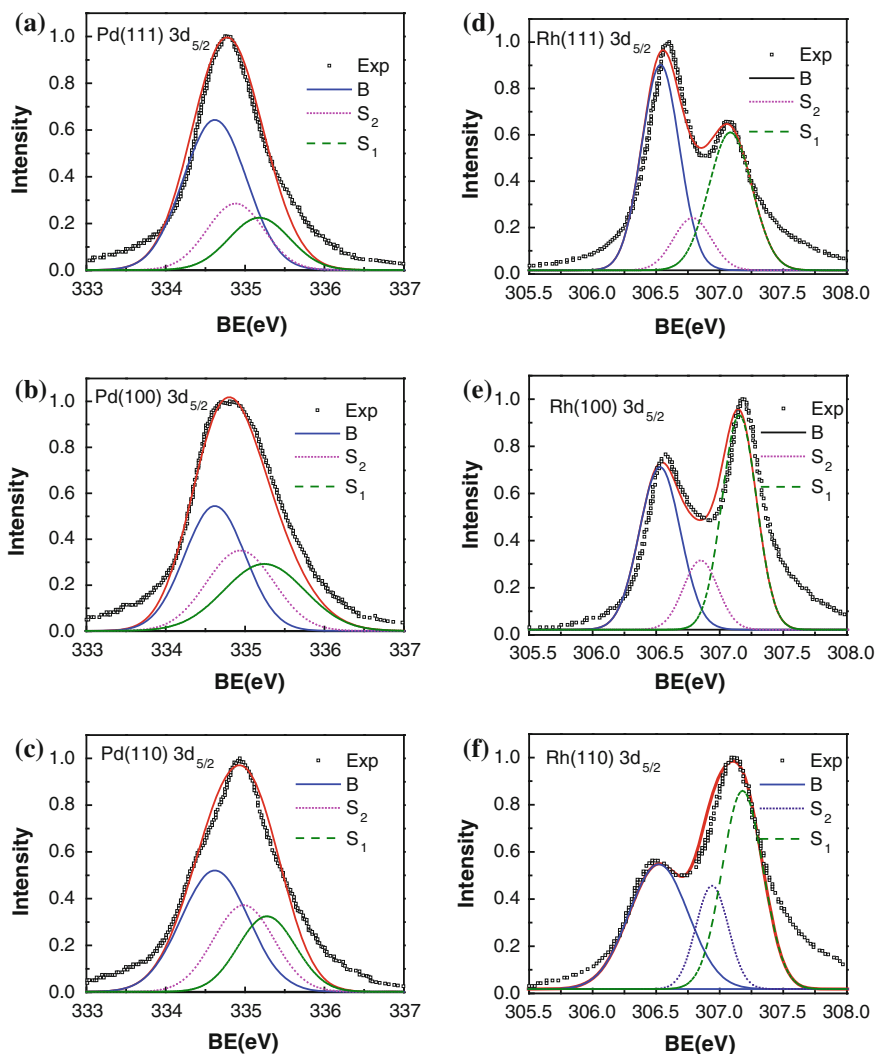 (a)
Pd(111) 3d5/2
Exp
B
S2
S1
1.0
0.8
0.6
0.4
0.2
0.0
Intensity
333 334 335 336 337
BE(eV)
(d)
Rh(111) 3d5/2
Exp
B
S2
S1
1.0
0.8
0.6
0.4
0.2
0.0
Intensity
305.5 306.0 306.5 307.0 307.5 308.0
BE(eV)
(b)
Pd(100) 3d5/2
Exp
B
S2
S1
1.0
0.8
0.6
0.4
0.2
0.0
Intensity
333 334 335 336 337
BE(eV)
(e)
Rh(100) 3d5/2
Exp
B
S2
S1
1.0
0.8
0.6
0.4
0.2
0.0
Intensity
305.5 306.0 306.5 307.0 307.5 308.0
BE(eV)
(c)
Pd(110) 3d5/2
Exp
B
S2
S1
1.0
0.8
0.6
0.4
0.2
0.0
Intensity
333 334 335 336 337
BE(eV)
(f)
Rh(110) 3d5/2
Exp
B
S2
S1
1.0
0.8
0.6
0.4
0.2
0.0
Intensity
305.5 306.0 306.5 307.0 307.5 308.0
BE(eV)